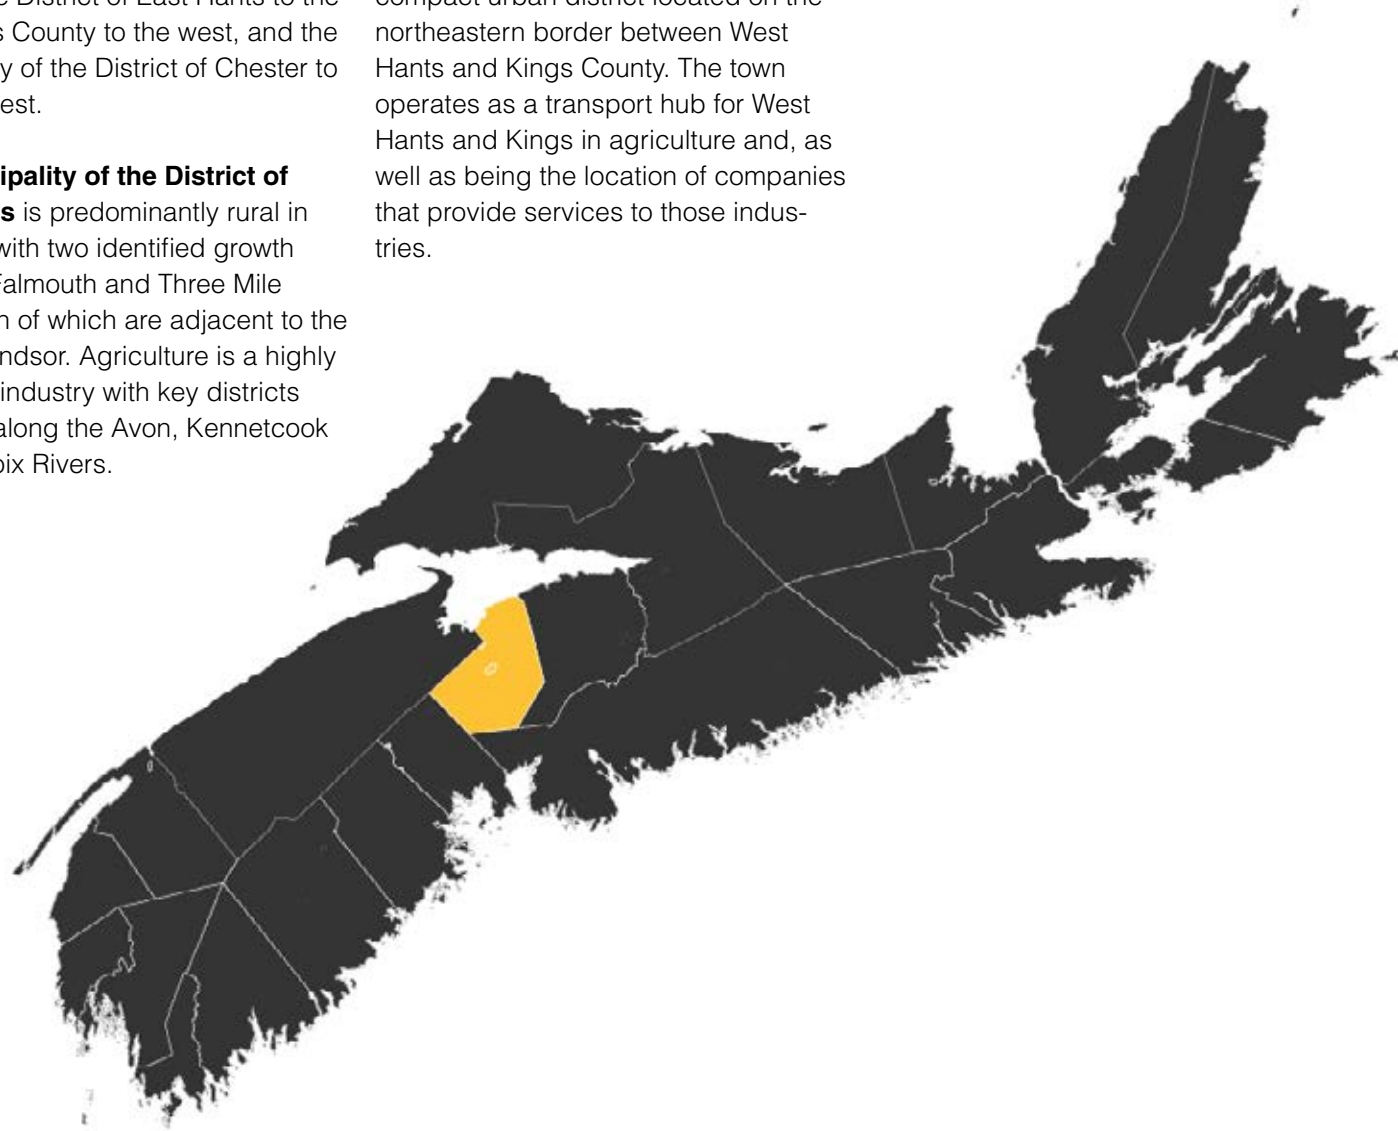 e District of East Hants to the
s County to the west, and the
y of the District of Chester to
est.
ipality of the District of
s is predominantly rural in
with two identified growth
Falmouth and Three Mile
h of which are adjacent to the
ndsor. Agriculture is a highly
industry with key districts
along the Avon, Kennetcook
oix Rivers.
compact urban district located on the
northeastern border between West
Hants and Kings County. The town
operates as a transport hub for West
Hants and Kings in agriculture and, as
well as being the location of companies
that provide services to those indus-
tries.